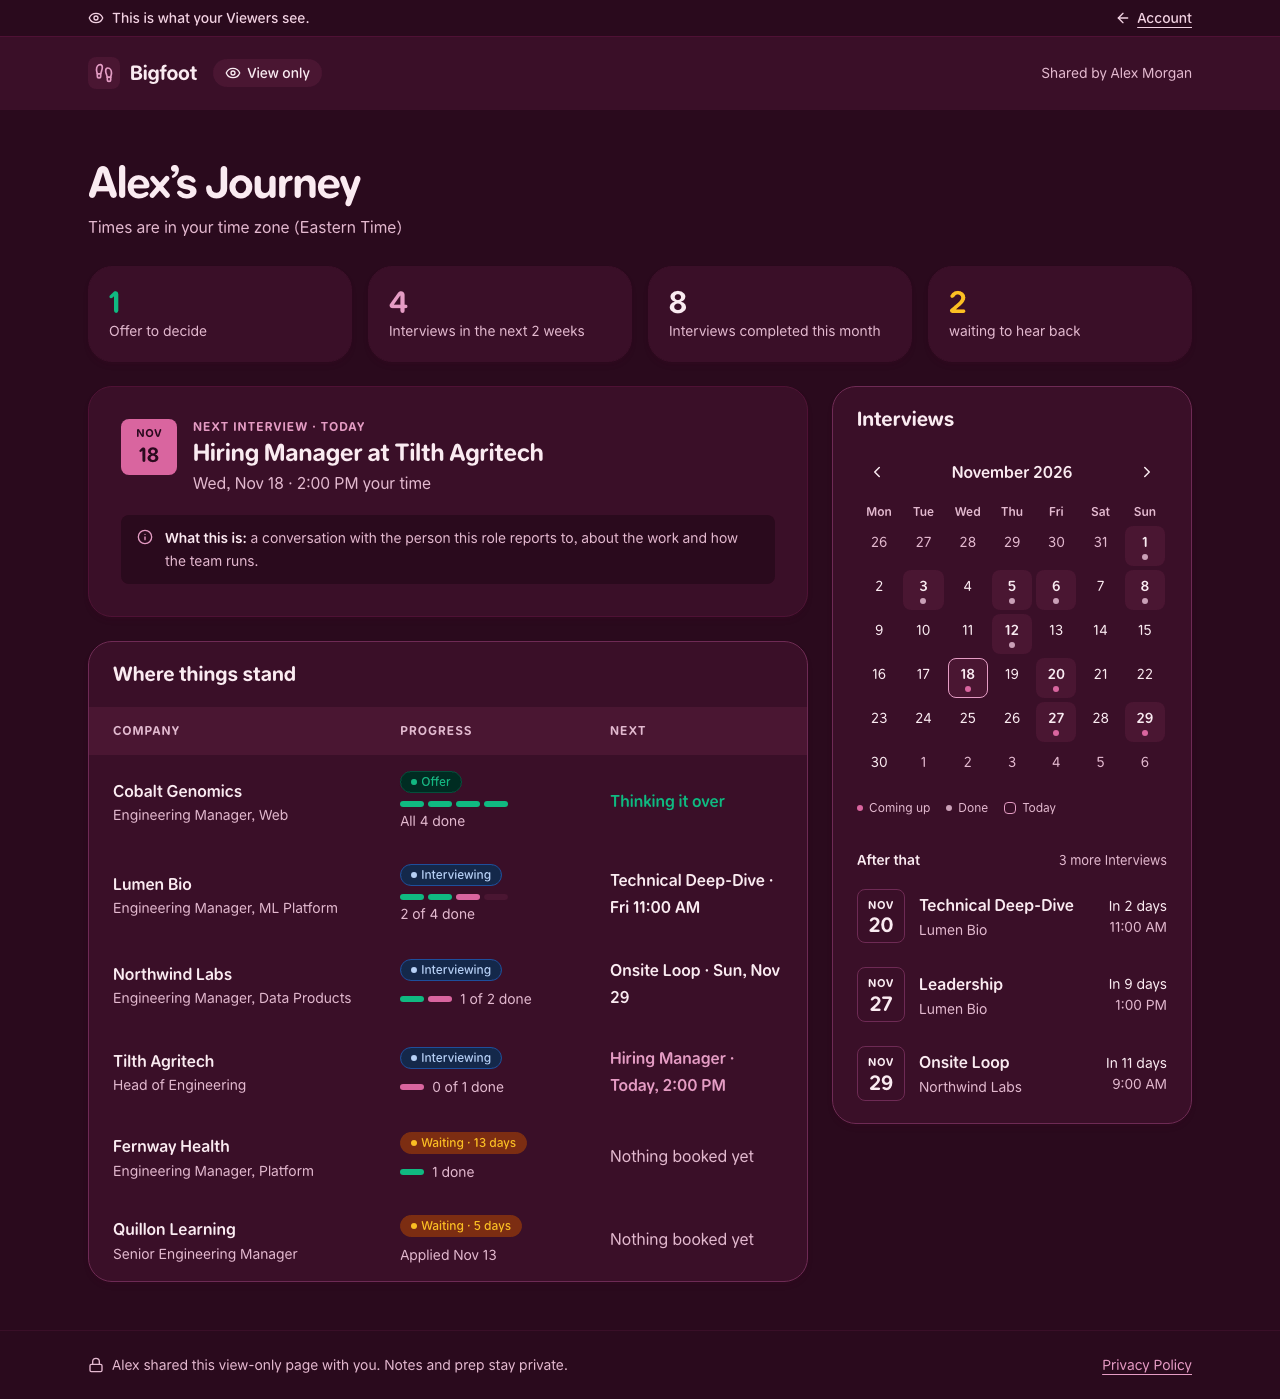 This is what your Viewers see.
Account
Bigfoot
View only
Shared by Alex Morgan
Alex’s Journey
Times are in your time zone (Eastern Time)
1
Offer to decide
4
Interviews in the next 2 weeks
8
Interviews completed this month
2
waiting to hear back
NOV
18
NEXT INTERVIEW · TODAY
Hiring Manager at Tilth Agritech
Wed, Nov 18 · 2:00 PM your time
What this is: a conversation with the person this role reports to, about the work and how
the team runs.
Where things stand
COMPANY PROGRESS NEXT
Cobalt Genomics
Engineering Manager, Web
Offer
All 4 done
Thinking it over
Lumen Bio
Engineering Manager, ML Platform
Interviewing
2 of 4 done
Technical Deep-Dive ·
Fri 11:00 AM
Northwind Labs
Engineering Manager, Data Products
Interviewing
1 of 2 done
Onsite Loop · Sun, Nov
29
Tilth Agritech
Head of Engineering
Interviewing
0 of 1 done
Hiring Manager ·
Today, 2:00 PM
Fernway Health
Engineering Manager, Platform
Waiting · 13 days
1 done
Nothing booked yet
Quillon Learning
Senior Engineering Manager
Waiting · 5 days
Applied Nov 13
Nothing booked yet
Interviews
November 2026
Mon Tue Wed Thu Fri Sat Sun
26 27 28 29 30 31 1
2 3 4 5 6 7 8
9 10 11 12 13 14 15
16 17 18 19 20 21 22
23 24 25 26 27 28 29
30 1 2 3 4 5 6
Coming up Done Today
After that
3 more Interviews
NOV
20
Technical Deep-Dive
Lumen Bio
In 2 days
11:00 AM
NOV
27
Leadership
Lumen Bio
In 9 days
1:00 PM
NOV
29
Onsite Loop
Northwind Labs
In 11 days
9:00 AM
Alex shared this view-only page with you. Notes and prep stay private.
Privacy Policy